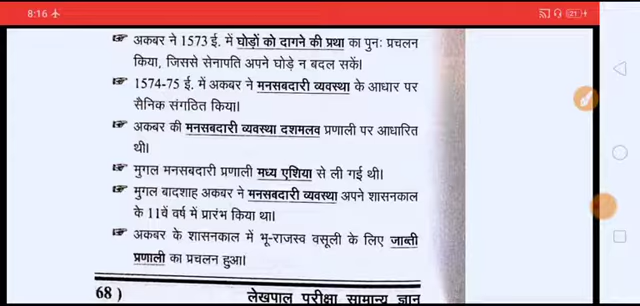 8:16
21
☞ अकबर ने 1573 ई. में घोड़ों को दागने की प्रथा का पुनः प्रचलन
किया, जिससे सेनापति अपने घोड़े न बदल सकें।
☞ 1574-75 ई. में अकबर ने मनसबदारी व्यवस्था के आधार पर
सैनिक संगठित किया।
☞ अकबर की मनसबदारी व्यवस्था दशमलव प्रणाली पर आधारित
थी।
☞ मुगल मनसबदारी प्रणाली मध्य एशिया से ली गई थी।
☞ मुगल बादशाह अकबर ने मनसबदारी व्यवस्था अपने शासनकाल
के 11वें वर्ष में प्रारंभ किया था।
☞ अकबर के शासनकाल में भू-राजस्व वसूली के लिए जाब्ती
प्रणाली का प्रचलन हुआ।
68 )
लेखपाल परीक्षा सामान्य ज्ञान